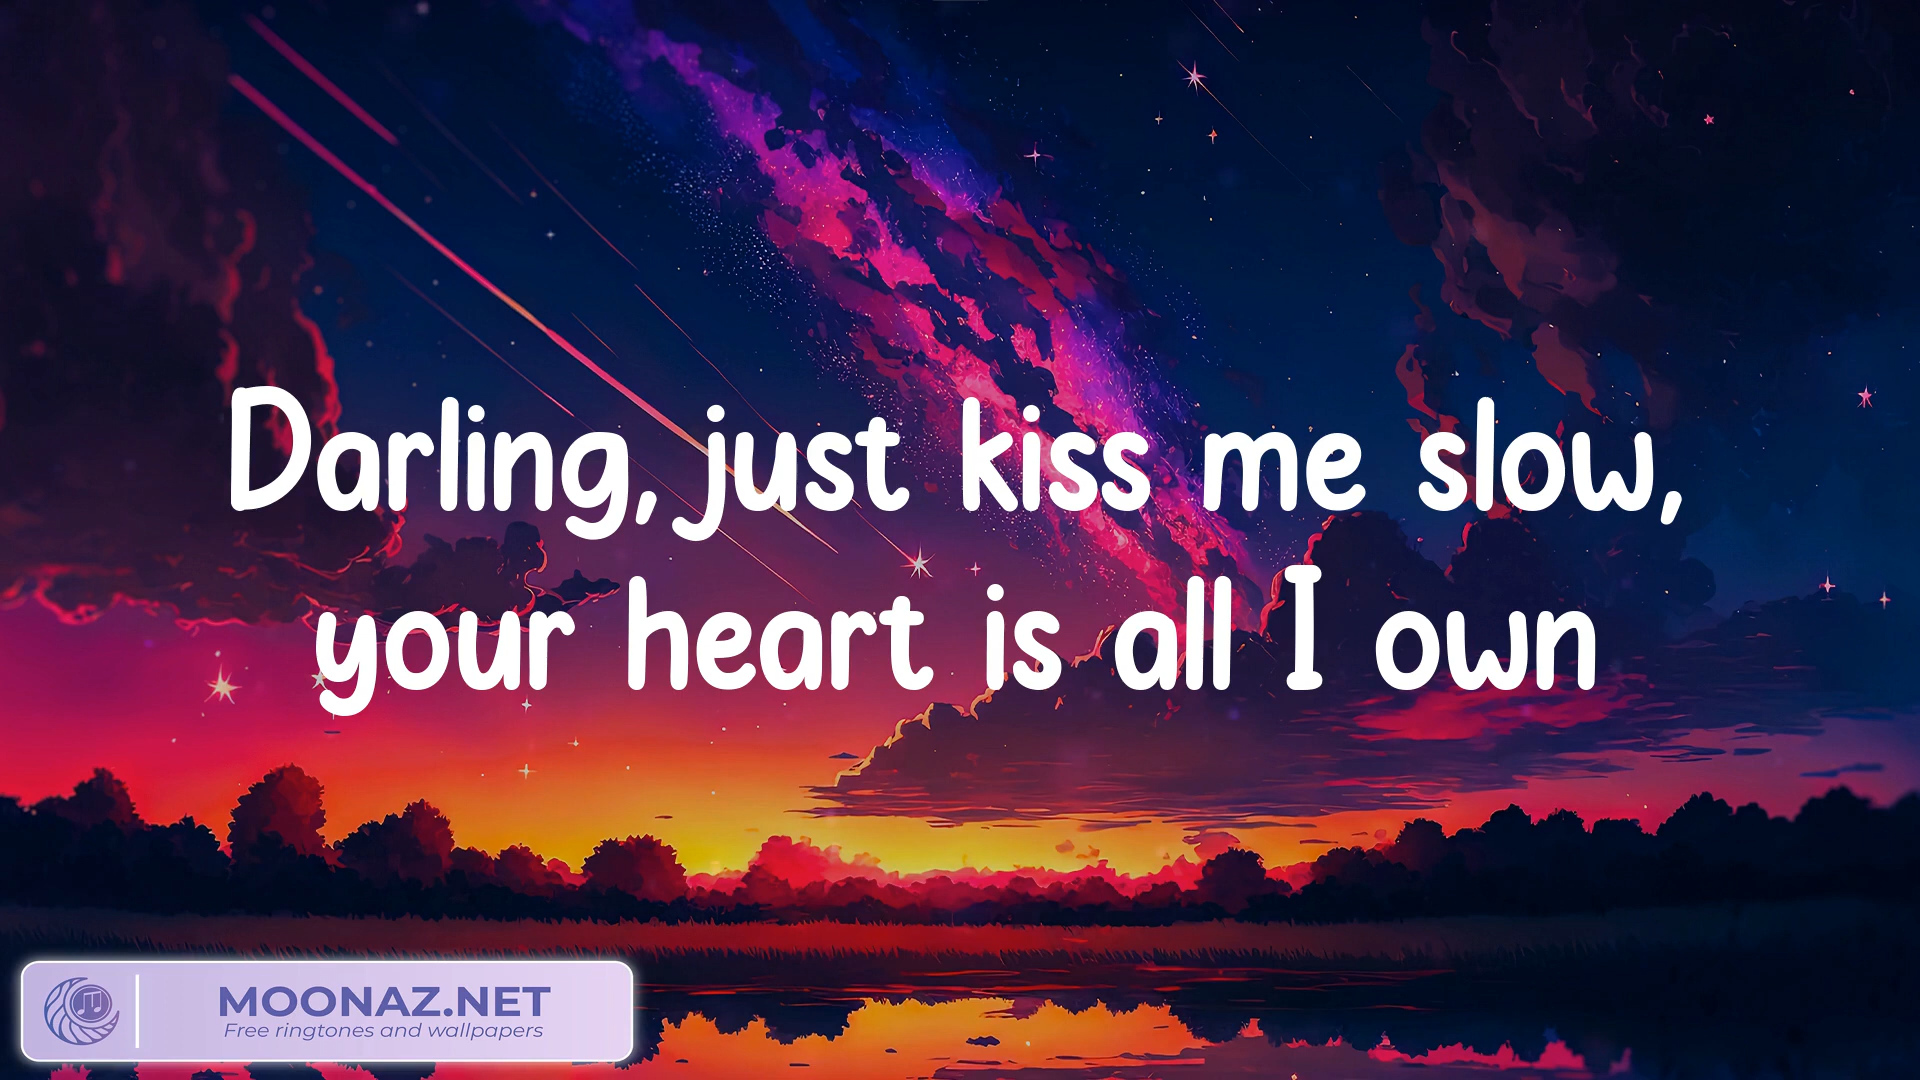 Darling, just kiss me slow,
your heart is all I own
MOONAZ.NET
Free ringtones and wallpapers